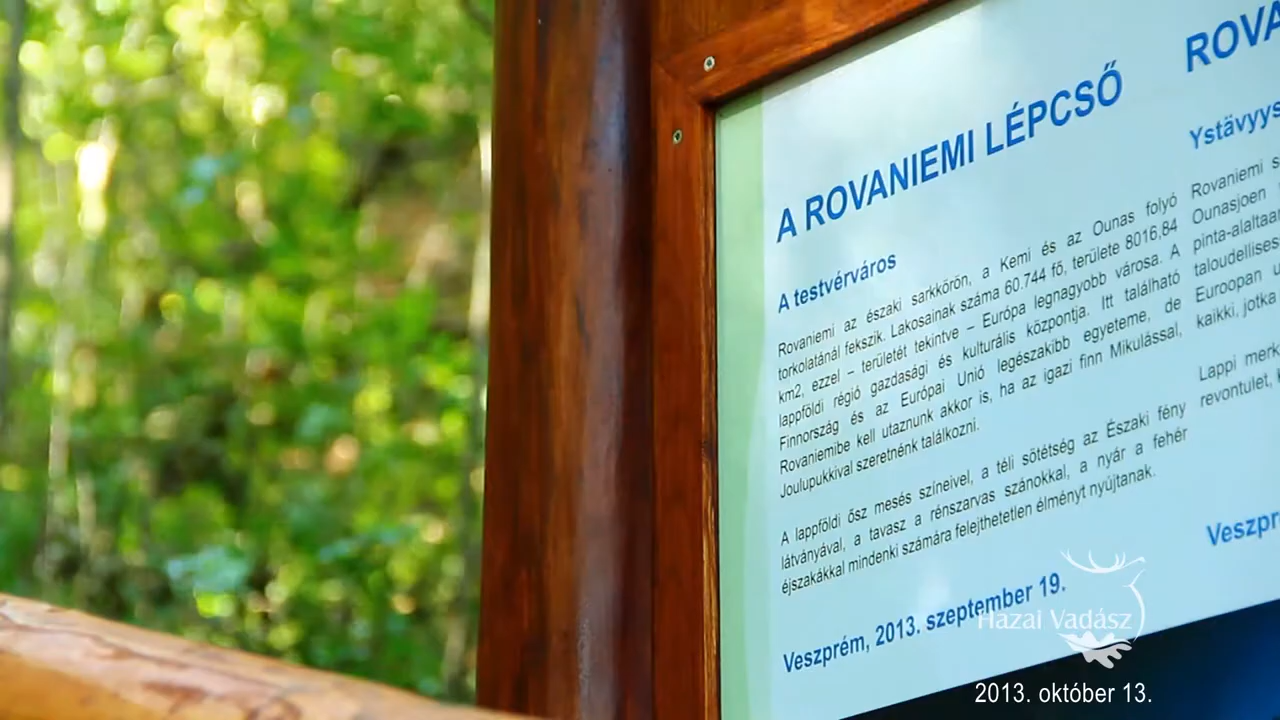 A ROVANIEMI LÉPCSŐ
A testvérváros
Rovaniemi az északi sarkkörön, a Kemi és az Ounas folyó
torkolatánál fekszik. Lakosainak száma 60.744 fő, területe 8016,84
km2, ezzel – területét tekintve – Európa legnagyobb városa. A
lappföldi régió gazdasági és kulturális központja. Itt található
Finnország és az Európai Unió legészakibb egyeteme, de
Rovaniemibe kell utaznunk akkor is, ha az igazi finn Mikulással,
Joulupukkival szeretnénk találkozni.
A lappföldi ősz mesés színeivel, a téli sötétség az Északi fény
látványával, a tavasz a rénszarvas szánokkal, a nyár a fehér
éjszakákkal mindenki számára felejthetetlen élményt nyújtanak.
Veszprém, 2013. szeptember 19.
ROVA
Ystävyys
Rovaniemi s
Ounasjoen
pinta-alaltaa
taloudellises
Euroopan u
kaikki, jotka
Lappi merk
revontulet,
Veszpr
Hazai Vadász
2013. október 13.